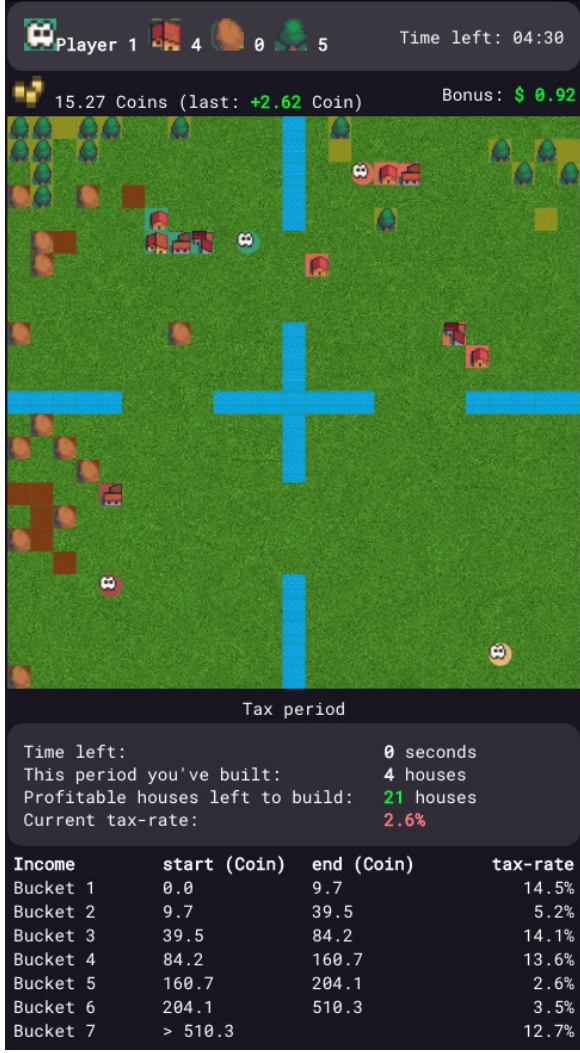 Player 1 4 0 5 Time left: 04:30
15.27 Coins (last: +2.62 Coin) Bonus: $ 0.92
Tax period
Time left: 0 seconds
This period you've built: 4 houses
Profitable houses left to build: 21 houses
Current tax-rate: 2.6%
Income start (Coin) end (Coin) tax-rate
Bucket 1 0.0 9.7 14.5%
Bucket 2 9.7 39.5 5.2%
Bucket 3 39.5 84.2 14.1%
Bucket 4 84.2 160.7 13.6%
Bucket 5 160.7 204.1 2.6%
Bucket 6 204.1 510.3 3.5%
Bucket 7 > 510.3 12.7%